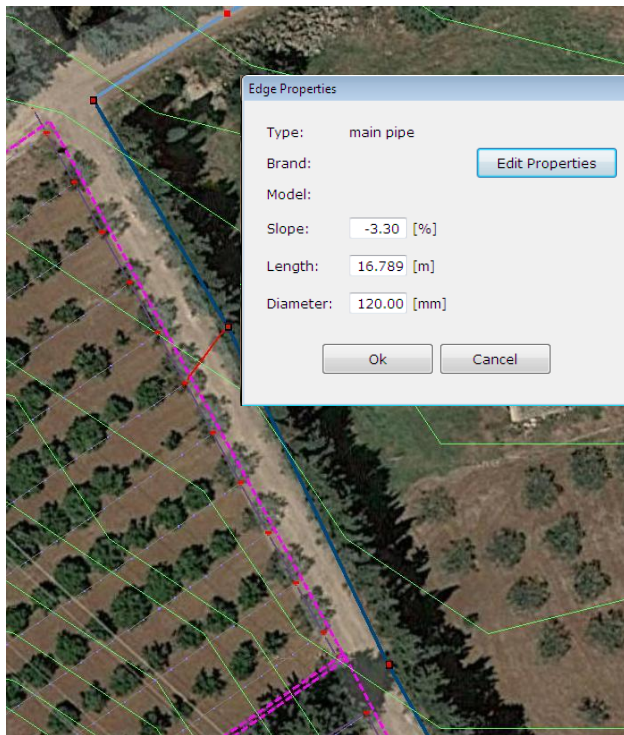 Edge Properties
Type: main pipe
Brand: Edit Properties
Model:
Slope: -3.30 [%]
Length: 16.789 [m]
Diameter: 120.00 [mm]
Ok Cancel